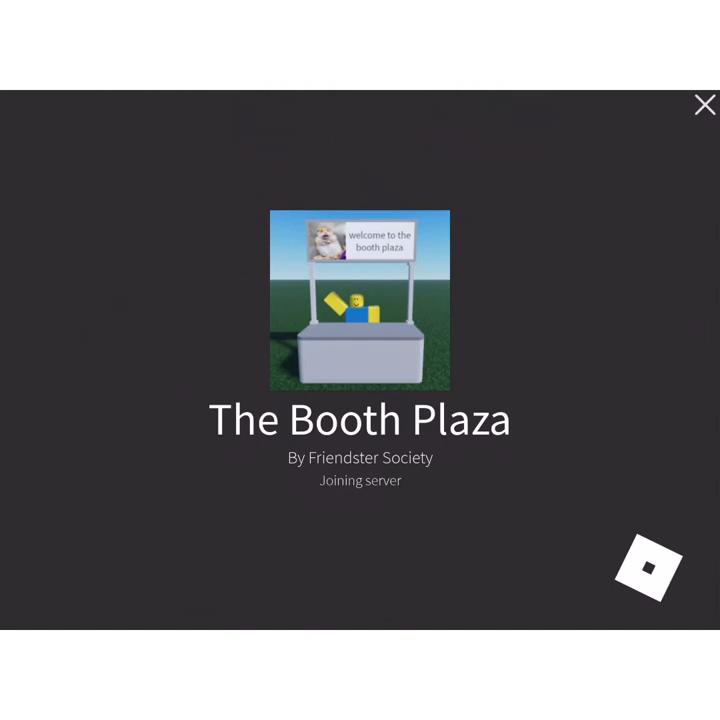 welcome to the
booth plaza
The Booth Plaza
By Friendster Society
Joining server